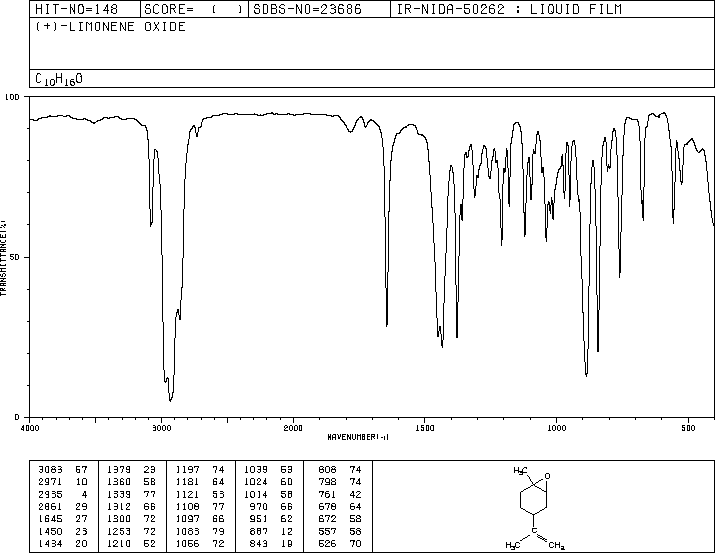 HIT-NO=148 SCORE= ( ) SDBS-NO=23686 IR-NIDA-50262 : LIQUID FILM
(+)-LIMONENE OXIDE
C10H16O
100
TRANSMITTANCE(%)
50
0
4000 3000 2000 1500 1000 500
WAVENUMBER(-1)
3083 57 1379 23 1197 74 1039 53 808 74
2971 10 1360 58 1181 64 1024 60 798 74
2935 4 1339 77 1121 55 1014 58 761 42
2861 29 1312 66 1108 77 970 66 678 64
1645 27 1300 72 1097 66 951 62 672 58
1450 23 1253 72 1083 79 887 12 557 58
1434 20 1210 52 1056 72 843 19 526 70
H3C
O
H3C C CH2